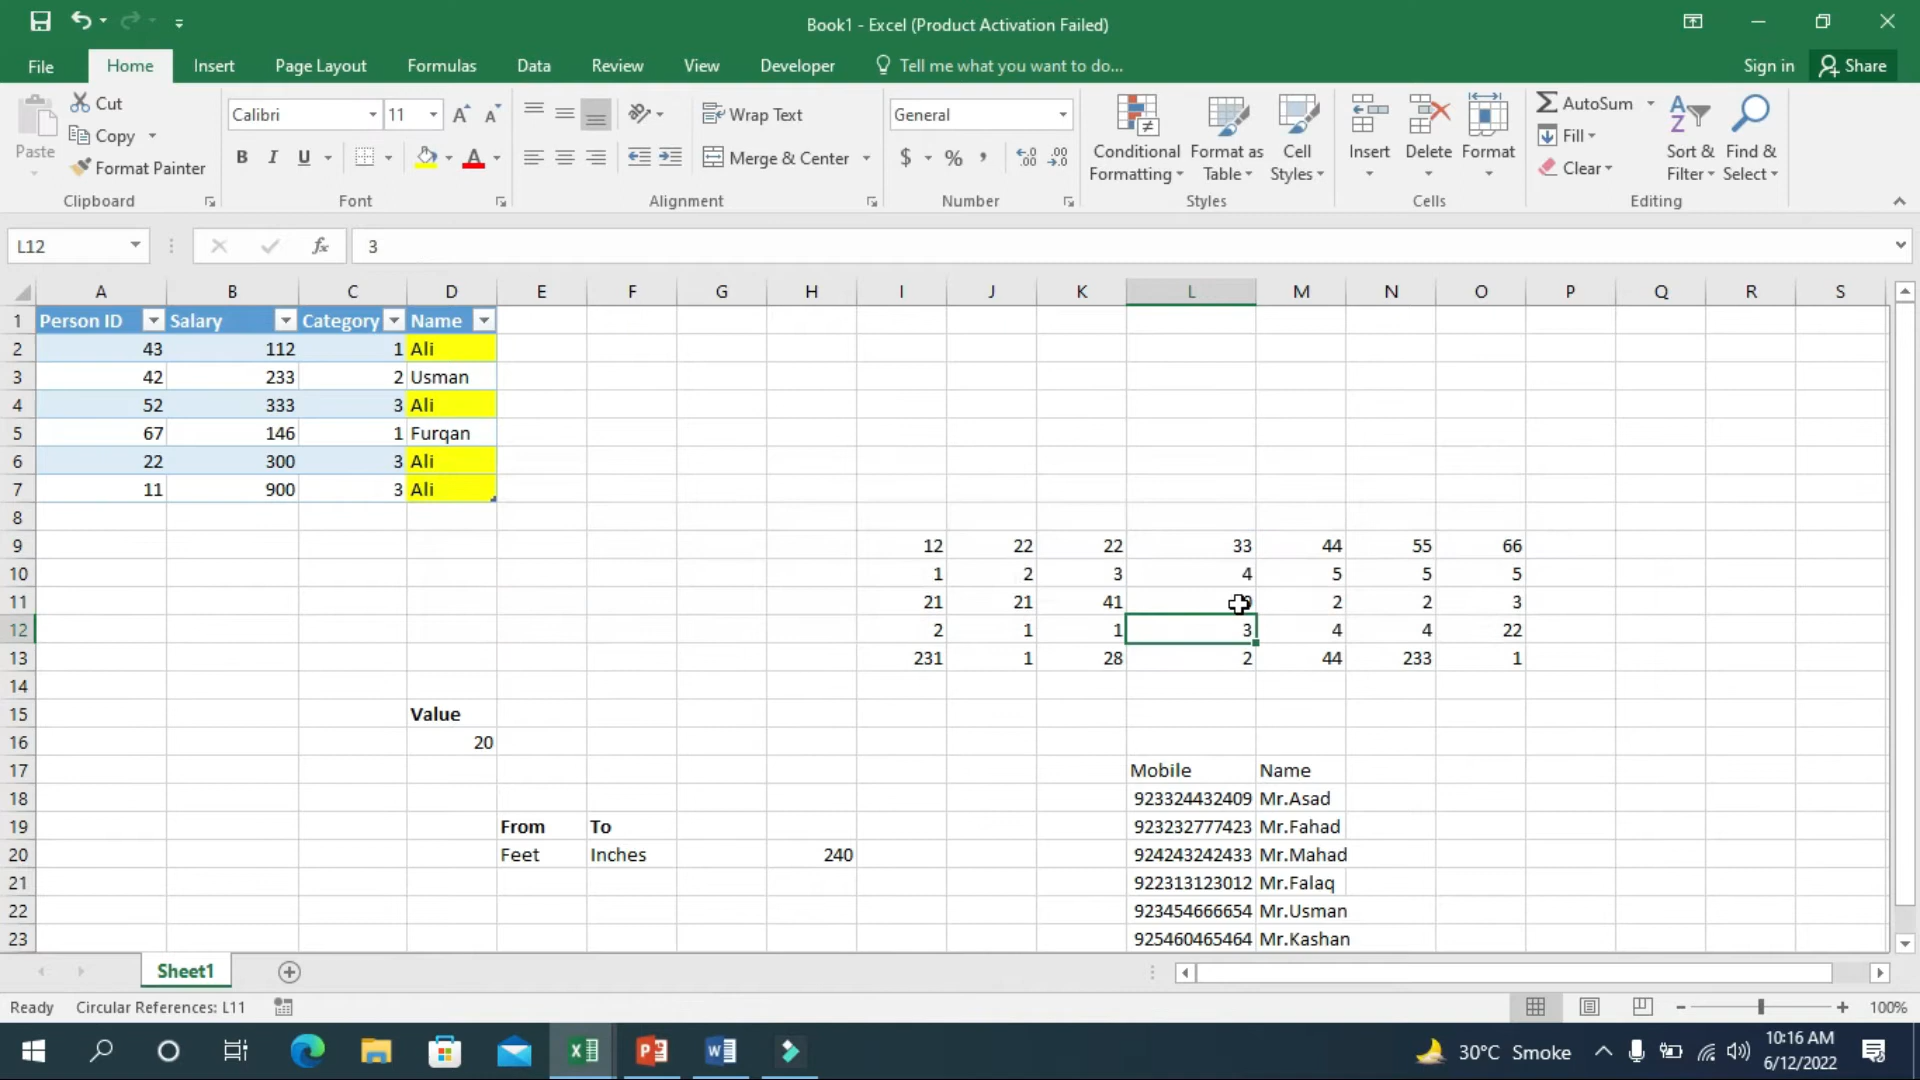 Book1 - Excel (Product Activation Failed)
File Home Insert Page Layout Formulas Data Review View Developer Tell me what you want to do... Sign in Share
Paste Cut Copy Format Painter
Calibri 11 B I U A
Wrap Text
Merge & Center
General
$ % ,
Conditional Formatting Format as Table Cell Styles
Insert Delete Format
AutoSum Fill Clear
Sort & Filter Find & Select
Clipboard Font Alignment Number Styles Cells Editing
L12 fx 3
A B C D E F G H I J K L M N O P Q R S
1 Person ID Salary Category Name
2 43 112 1 Ali
3 42 233 2 Usman
4 52 333 3 Ali
5 67 146 1 Furqan
6 22 300 3 Ali
7 11 900 3 Ali
8
9 12 22 22 33 44 55 66
10 1 2 3 4 5 5 5
11 21 21 41 2 2 3
12 2 1 1 3 4 4 22
13 231 1 28 2 44 233 1
14
15 Value
16 20
17 Mobile Name
18 923324432409 Mr.Asad
19 From To 923232777423 Mr.Fahad
20 Feet Inches 240 924243242433 Mr.Mahad
21 922313123012 Mr.Falaq
22 923454666654 Mr.Usman
23 925460465464 Mr.Kashan
Sheet1
Ready Circular References: L11 100%
30°C Smoke 10:16 AM
6/12/2022